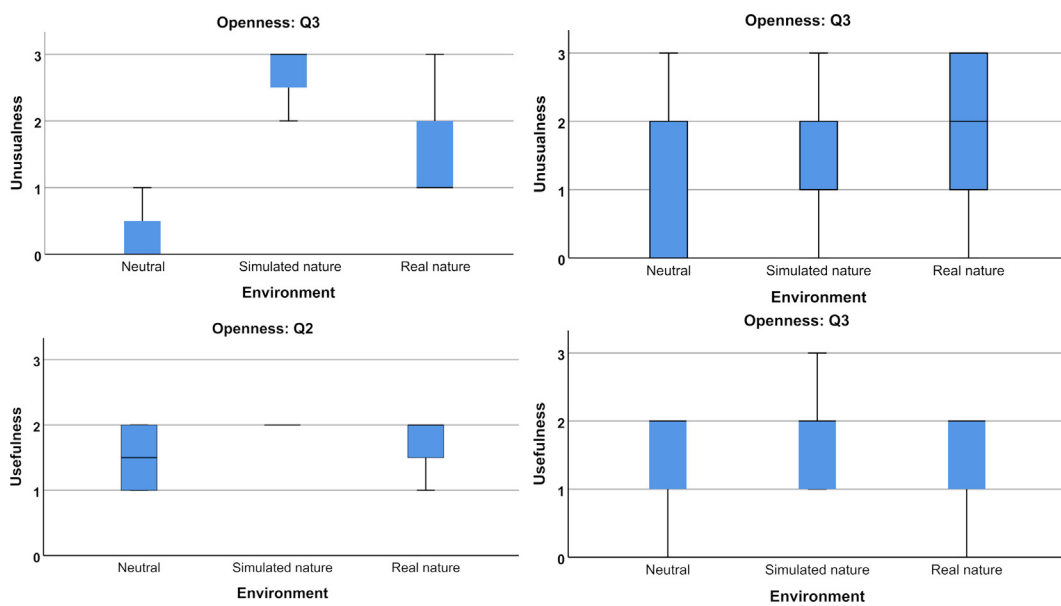 Openness: Q3
3
2
1
0
Unusualness
Neutral
Simulated nature
Real nature
Environment
Openness: Q3
3
2
1
0
Unusualness
Neutral
Simulated nature
Real nature
Environment
Openness: Q2
3
2
1
0
Usefulness
Neutral
Simulated nature
Real nature
Environment
Openness: Q3
3
2
1
0
Usefulness
Neutral
Simulated nature
Real nature
Environment